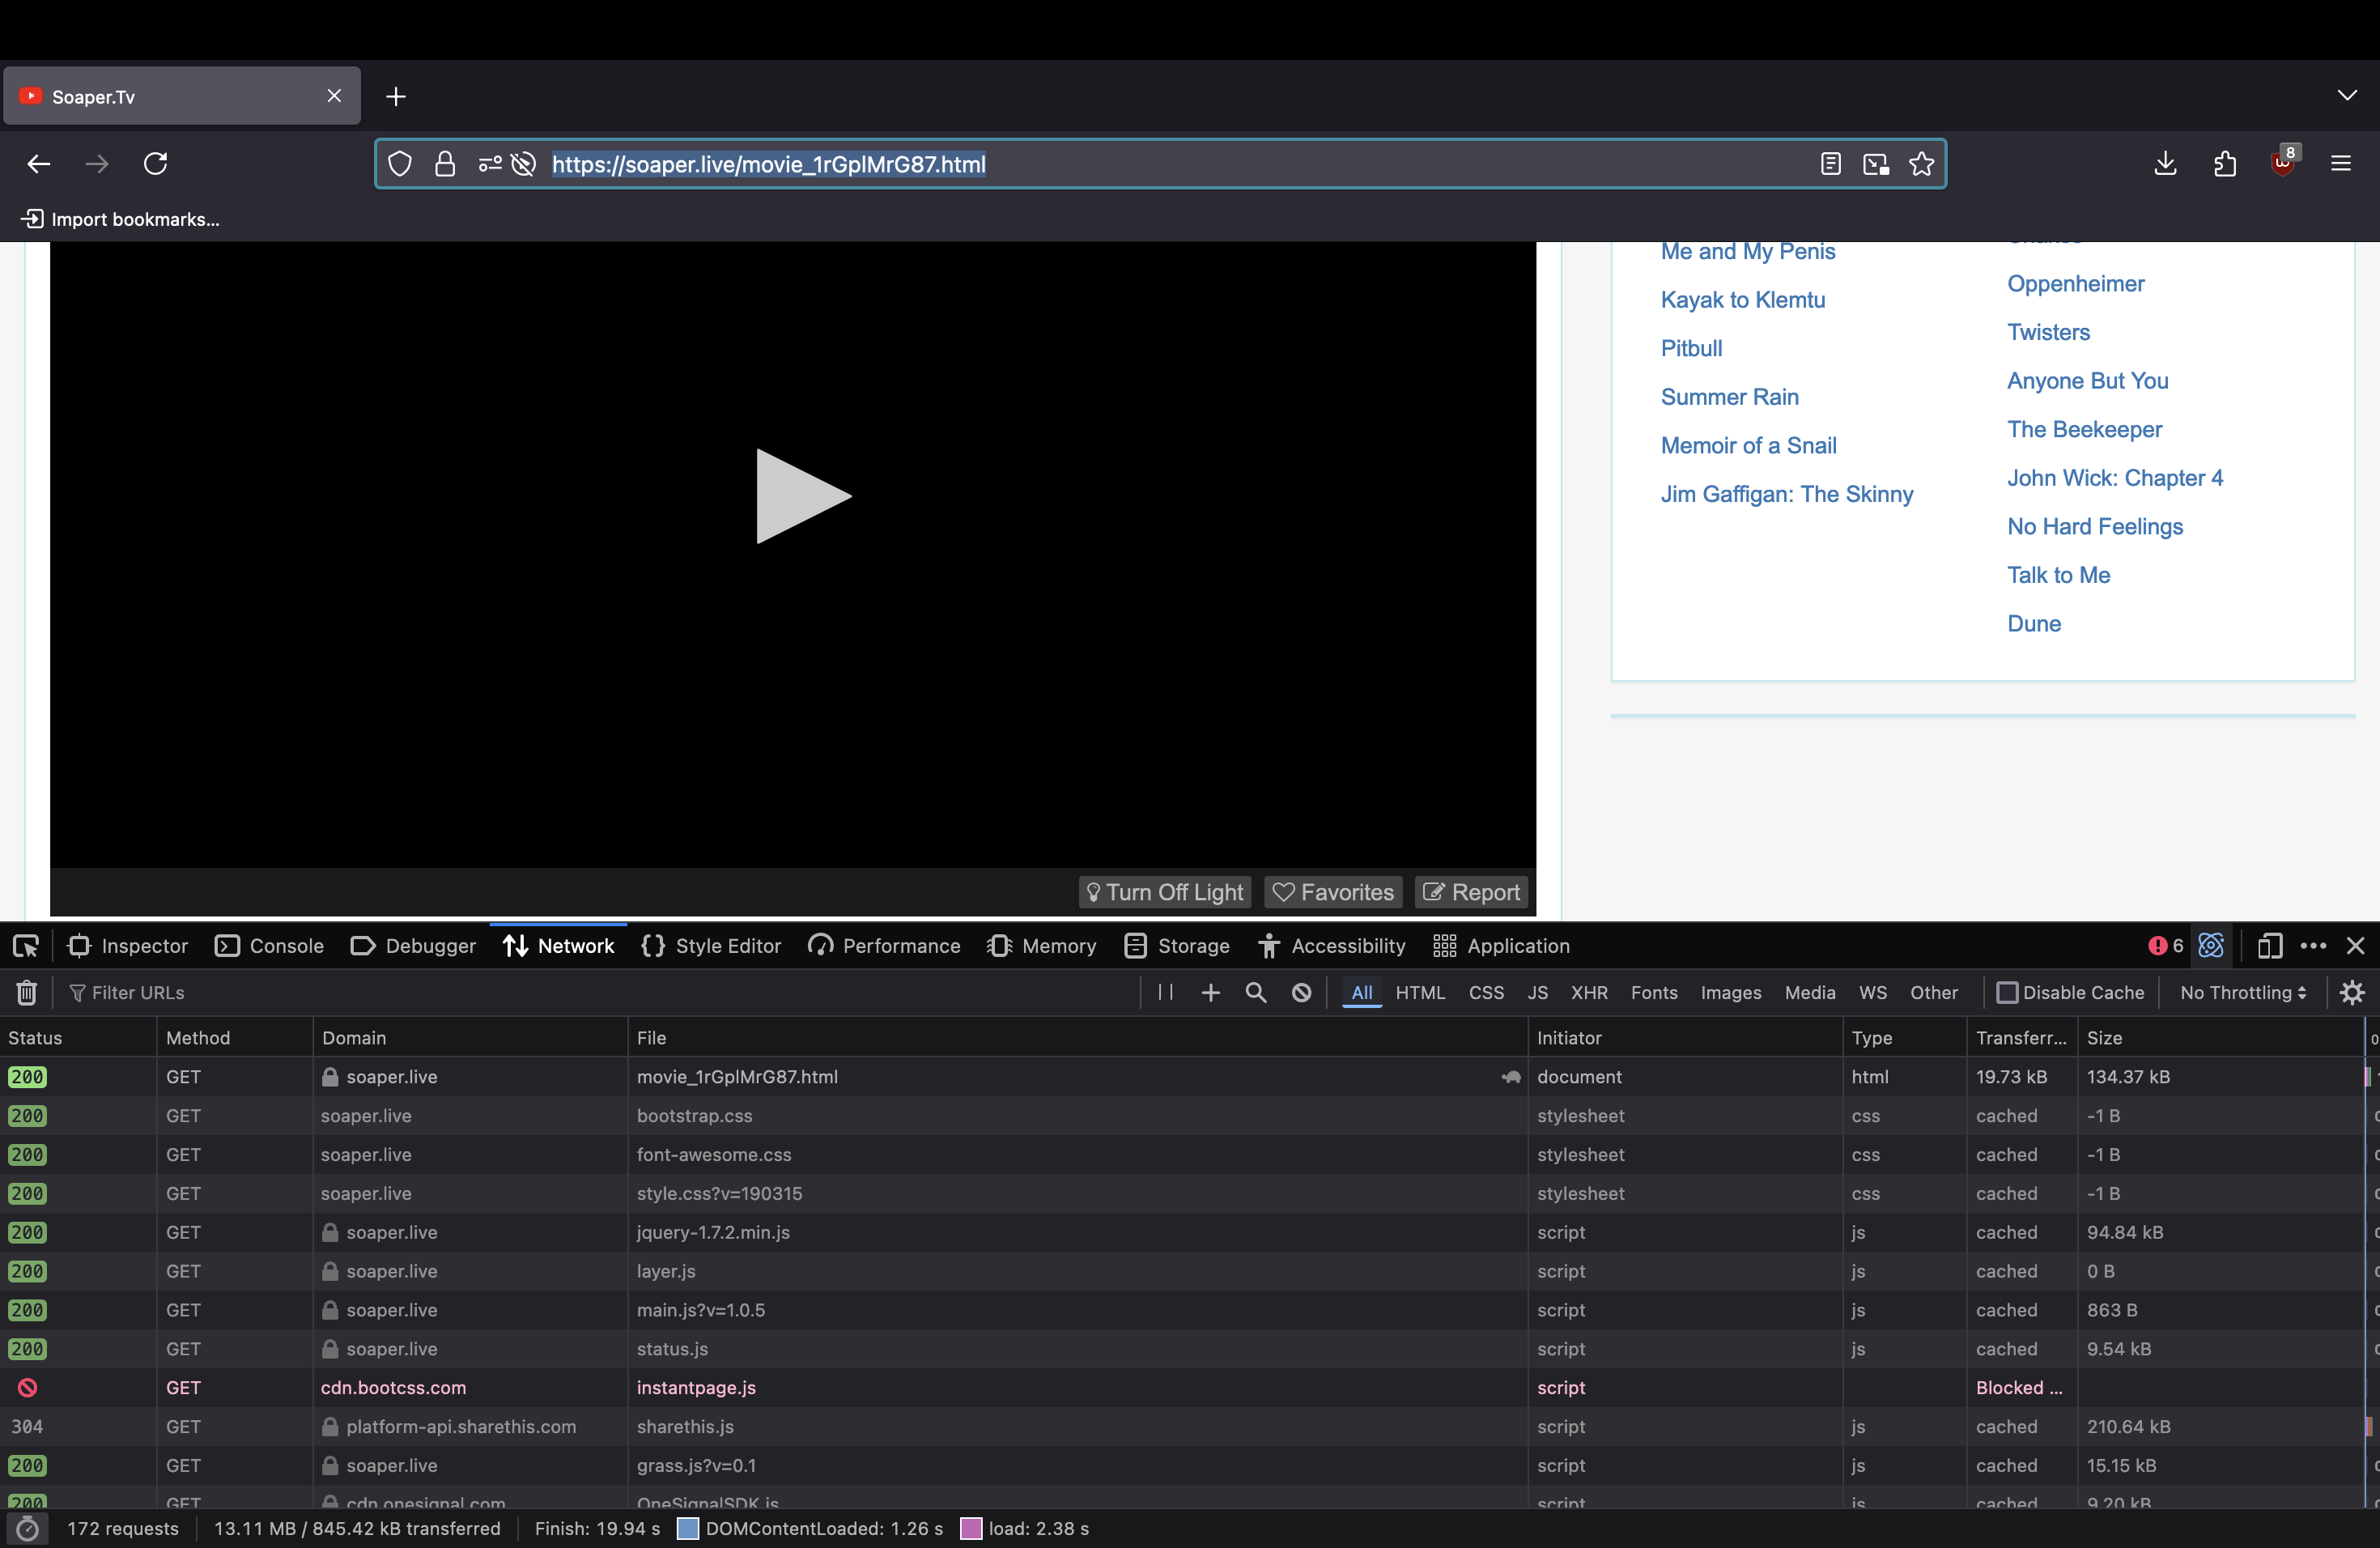 Soaper.Tv
https://soaper.live/movie_1rGplMrG87.html
8
Import bookmarks...
Me and My Penis
Kayak to Klemtu
Pitbull
Summer Rain
Memoir of a Snail
Jim Gaffigan: The Skinny
Oppenheimer
Twisters
Anyone But You
The Beekeeper
John Wick: Chapter 4
No Hard Feelings
Talk to Me
Dune
Turn Off Light Favorites Report
Inspector Console Debugger Network Style Editor Performance Memory Storage Accessibility Application 6
Filter URLs All HTML CSS JS XHR Fonts Images Media WS Other Disable Cache No Throttling
Status Method Domain File Initiator Type Transferr... Size 0
200 GET soaper.live movie_1rGplMrG87.html document html 19.73 kB 134.37 kB
200 GET soaper.live bootstrap.css stylesheet css cached -1 B
200 GET soaper.live font-awesome.css stylesheet css cached -1 B
200 GET soaper.live style.css?v=190315 stylesheet css cached -1 B
200 GET soaper.live jquery-1.7.2.min.js script js cached 94.84 kB
200 GET soaper.live layer.js script js cached 0 B
200 GET soaper.live main.js?v=1.0.5 script js cached 863 B
200 GET soaper.live status.js script js cached 9.54 kB
GET cdn.bootcss.com instantpage.js script Blocked ...
304 GET platform-api.sharethis.com sharethis.js script js cached 210.64 kB
200 GET soaper.live grass.js?v=0.1 script js cached 15.15 kB
200 GET cdn.onesignal.com OneSignalSDK.js script js cached 9.20 kB
172 requests 13.11 MB / 845.42 kB transferred Finish: 19.94 s DOMContentLoaded: 1.26 s load: 2.38 s